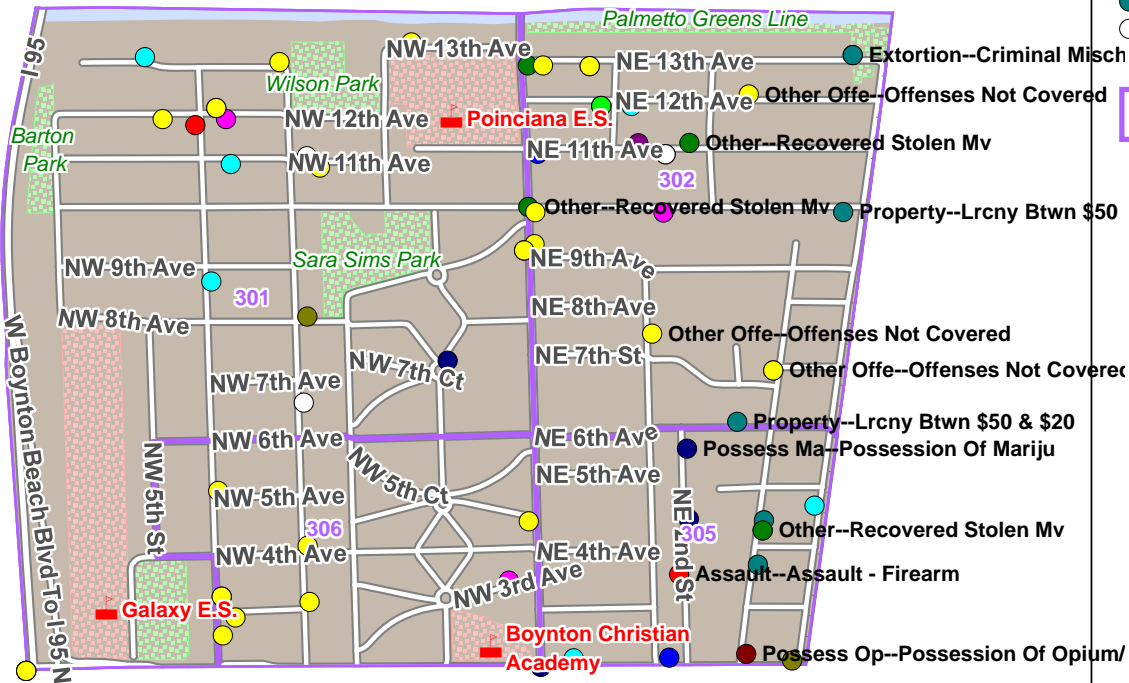 Palmetto Greens Line
I-95
NW 13th Ave
NE 13th Ave
Extortion--Criminal Misch
Wilson Park
NE 12th Ave
Other Offe--Offenses Not Covered
NW 12th Ave
Poinciana E.S.
Barton
Park
NW 11th Ave
NE 11th Ave
Other--Recovered Stolen Mv
302
Other--Recovered Stolen Mv
Property--Lrcny Btwn $50
NW 9th Ave
Sara Sims Park
NE 9th Ave
301
NE 8th Ave
NW 8th Ave
Other Offe--Offenses Not Covered
W-Boynton-Beach-Blvd-To-I-95-N
NE 7th St
NW 7th Ct
NW 7th Ave
Other Offe--Offenses Not Covered
Property--Lrcny Btwn $50 & $20
NW 6th Ave
NE 6th Ave
Possess Ma--Possession Of Mariju
NW 5th St
NW 5th Ct
NE 5th Ave
NW 5th Ave
NE 2nd St
306
305
Other--Recovered Stolen Mv
NW 4th Ave
NE 4th Ave
NW 3rd Ave
Assault--Assault - Firearm
Galaxy E.S.
Boynton Christian
Academy
Possess Op--Possession Of Opium/